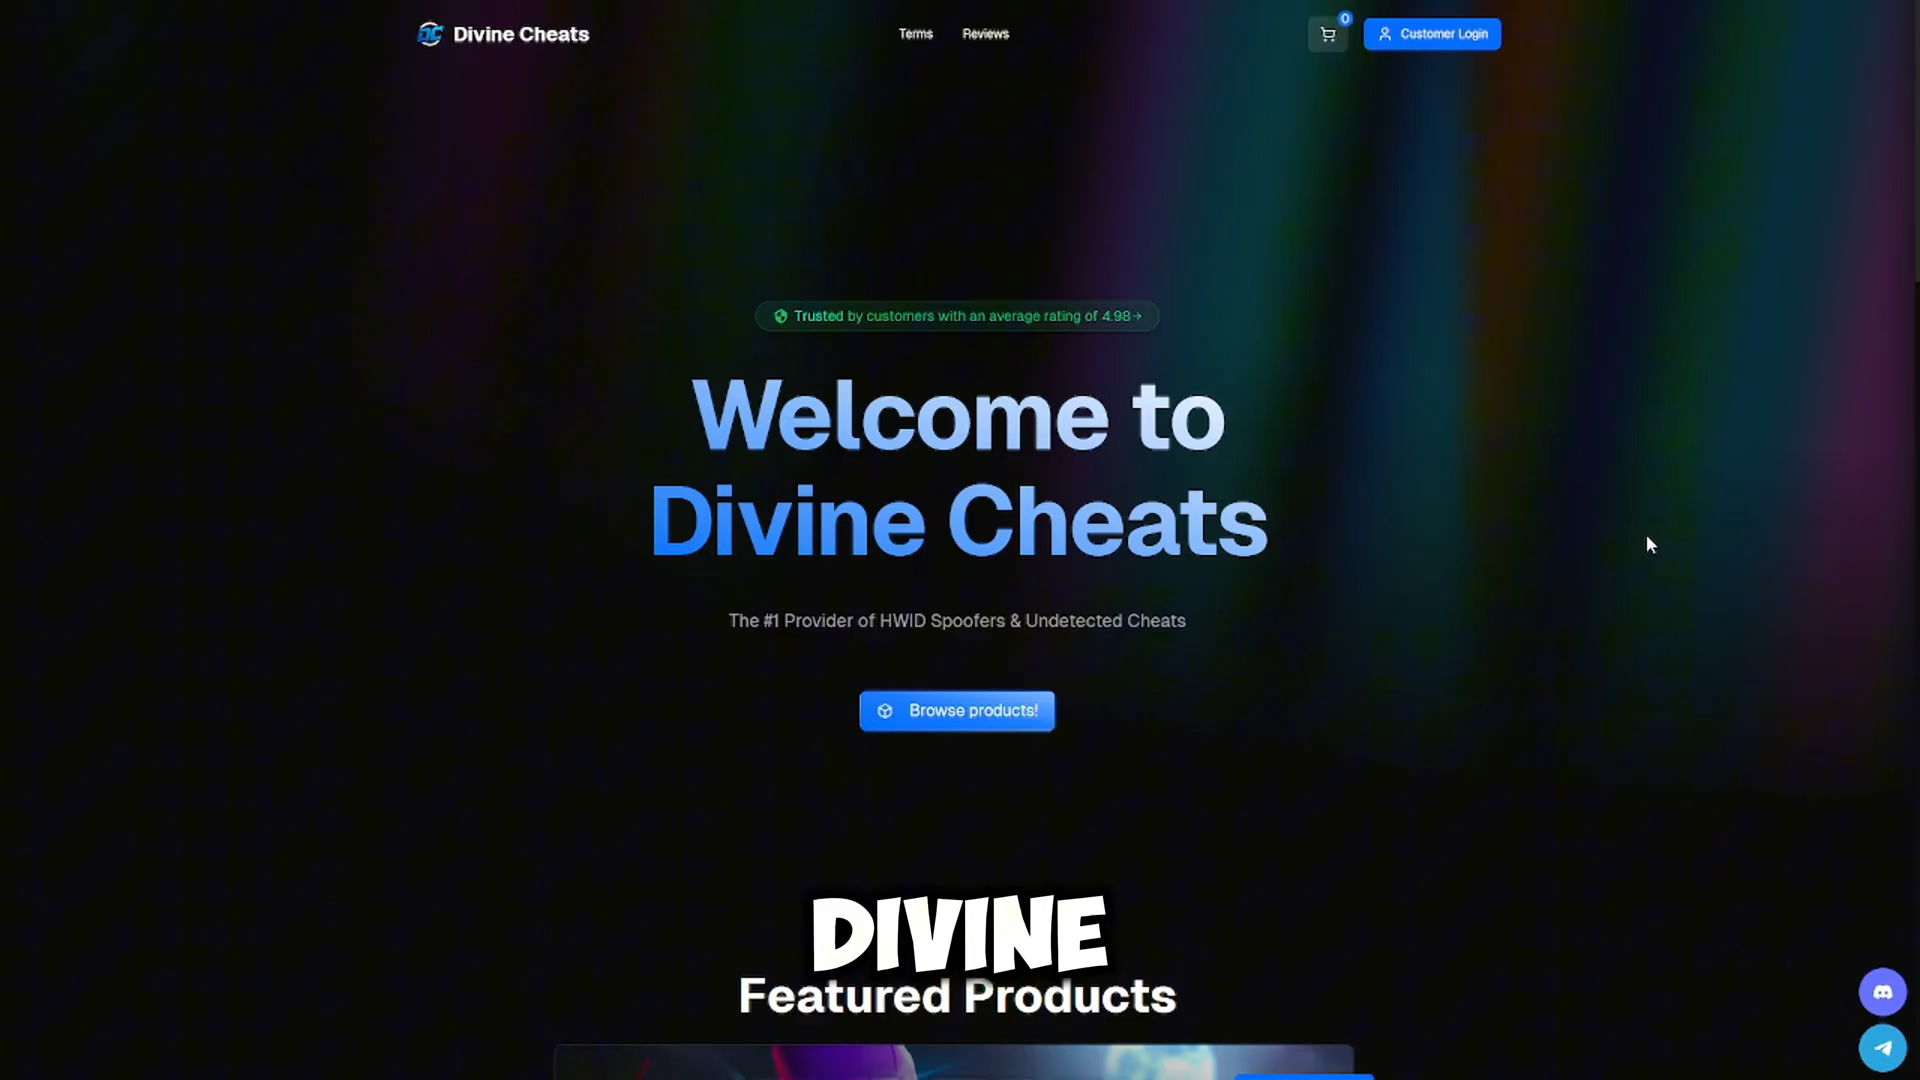 Divine Cheats
Terms
Reviews
0
Customer Login
Trusted by customers with an average rating of 4.98→
Welcome to
Divine Cheats
The #1 Provider of HWID Spoofers & Undetected Cheats
Browse products!
DIVINE
Featured Products